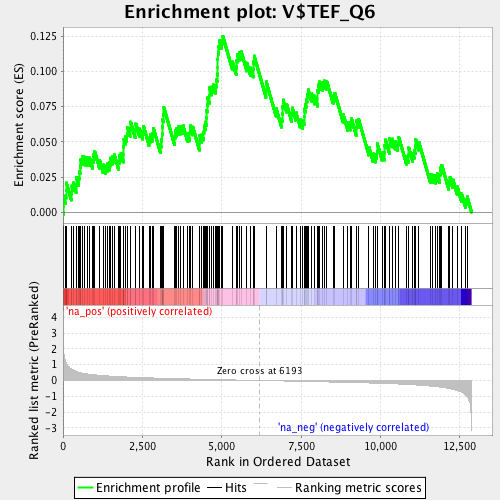 Enrichment plot: V$TEF_Q6
Enrichment score (ES)
0.125
0.100
0.075
0.050
0.025
0.000
'na_pos' (positively correlated)
Ranked list metric (PreRanked)
4
3
2
1
0
-1
-2
-3
Zero cross at 6193
'na_neg' (negatively correlated)
0
2,500
5,000
7,500
10,000
12,500
Rank in Ordered Dataset
Enrichment profile
Hits
Ranking metric scores